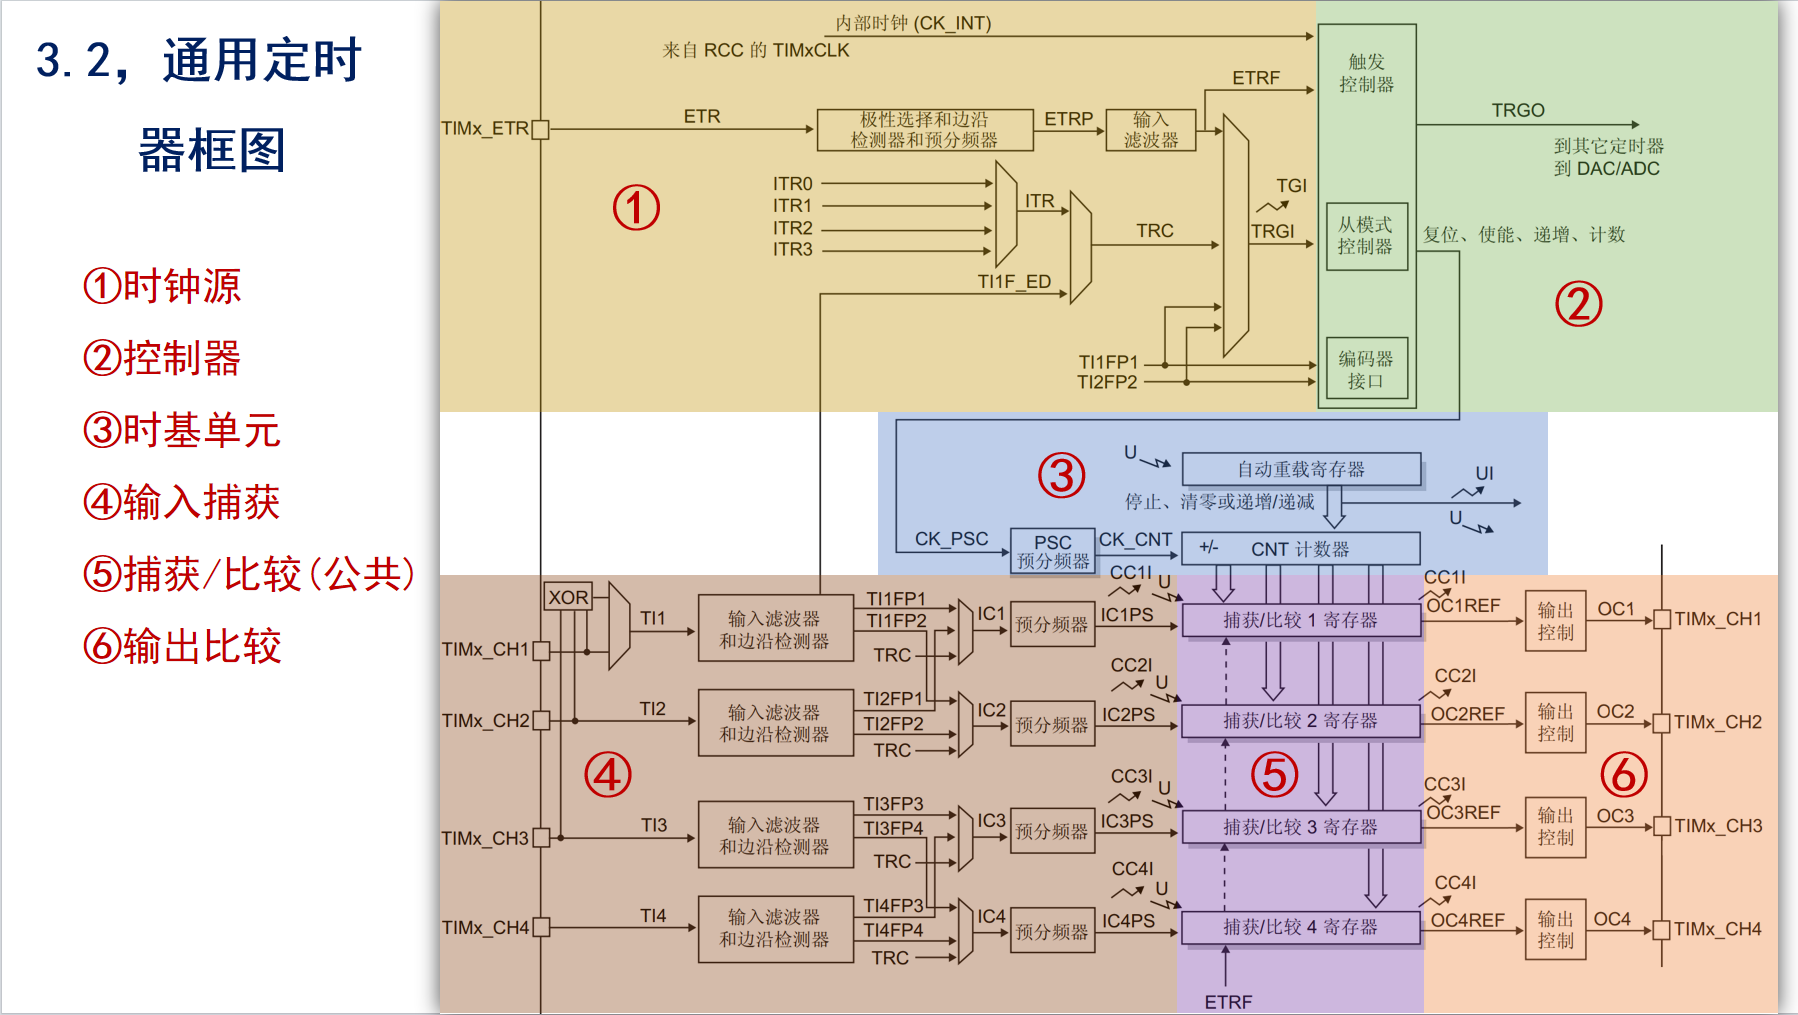 3.2，通用定时
器框图
①时钟源
②控制器
③时基单元
④输入捕获
⑤捕获/比较(公共)
⑥输出比较
内部时钟 (CK_INT)
来自 RCC 的 TIMxCLK
触发
控制器
ETRF
TRGO
到其它定时器
到 DAC/ADC
TIMx_ETR
ETR
极性选择和边沿
检测器和预分频器
ETRP
输入
滤波器
ITR0
ITR1
ITR2
ITR3
①
ITR
TRC
TGI
TRGI
从模式
控制器
复位、使能、递增、计数
②
TI1F_ED
TI1FP1
TI2FP2
编码器
接口
③
U
自动重载寄存器
UI
停止、清零或递增/递减
U
CK_PSC
PSC
预分频器
CK_CNT
+/-
CNT 计数器
XOR
TI1
TIMx_CH1
输入滤波器
和边沿检测器
TI1FP1
TI1FP2
TRC
IC1
预分频器
IC1PS
CC1I
U
捕获/比较 1 寄存器
CC1I
OC1REF
输出
控制
OC1
TIMx_CH1
TIMx_CH2
TI2
输入滤波器
和边沿检测器
TI2FP1
TI2FP2
TRC
IC2
预分频器
IC2PS
CC2I
U
捕获/比较 2 寄存器
CC2I
OC2REF
输出
控制
OC2
TIMx_CH2
④
⑤
⑥
TIMx_CH3
TI3
输入滤波器
和边沿检测器
TI3FP3
TI3FP4
TRC
IC3
预分频器
IC3PS
CC3I
U
捕获/比较 3 寄存器
CC3I
OC3REF
输出
控制
OC3
TIMx_CH3
TIMx_CH4
TI4
输入滤波器
和边沿检测器
TI4FP3
TI4FP4
TRC
IC4
预分频器
IC4PS
CC4I
U
捕获/比较 4 寄存器
CC4I
OC4REF
输出
控制
OC4
TIMx_CH4
ETRF